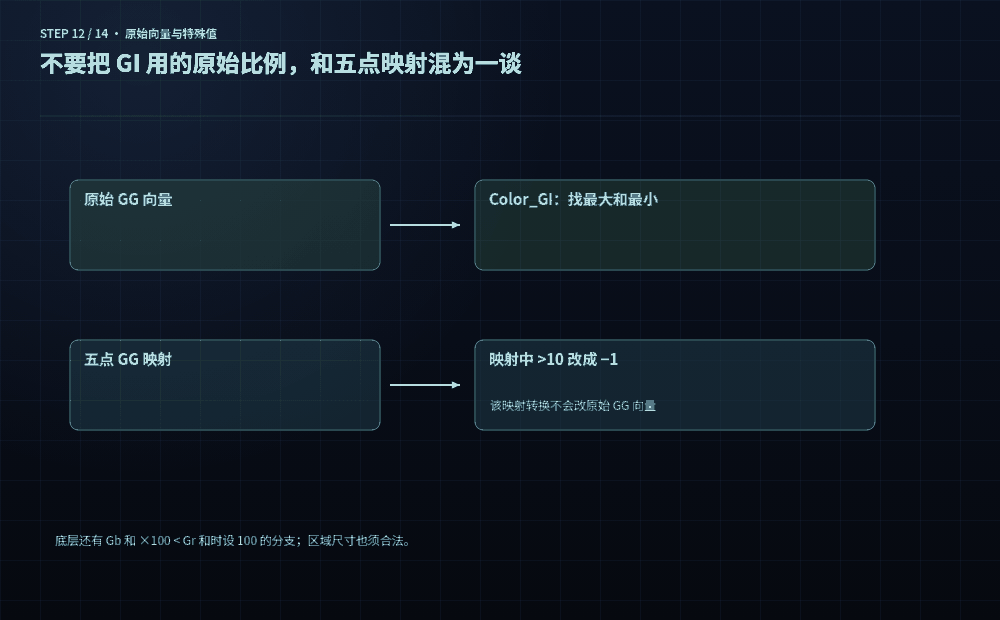 STEP 12 / 14 · 原始向量与特殊值
不要把 GI 用的原始比例，和五点映射混为一谈
原始 GG 向量
Color_GI：找最大和最小
五点 GG 映射
映射中 >10 改成 −1
该映射转换不会改原始 GG 向量
底层还有 Gb 和 ×100 < Gr 和时设 100 的分支；区域尺寸也须合法。